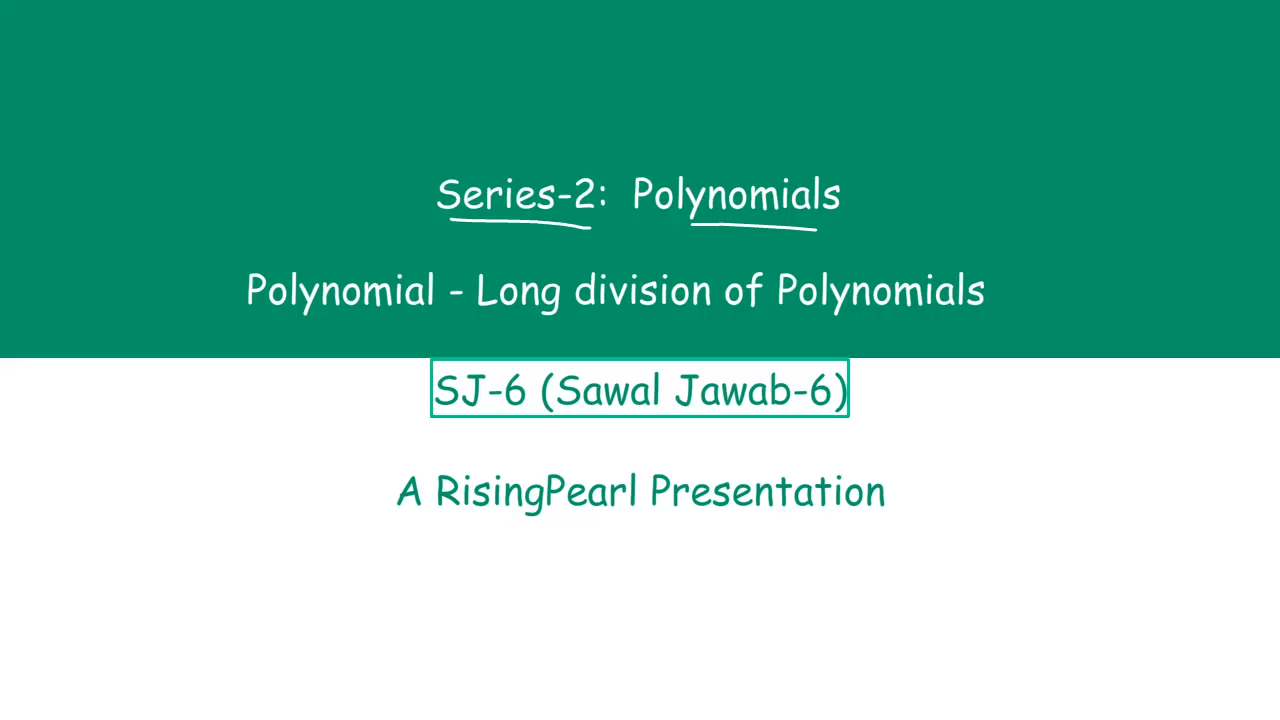 Series-2: Polynomials
Polynomial - Long division of Polynomials
SJ-6 (Sawal Jawab-6)
A RisingPearl Presentation